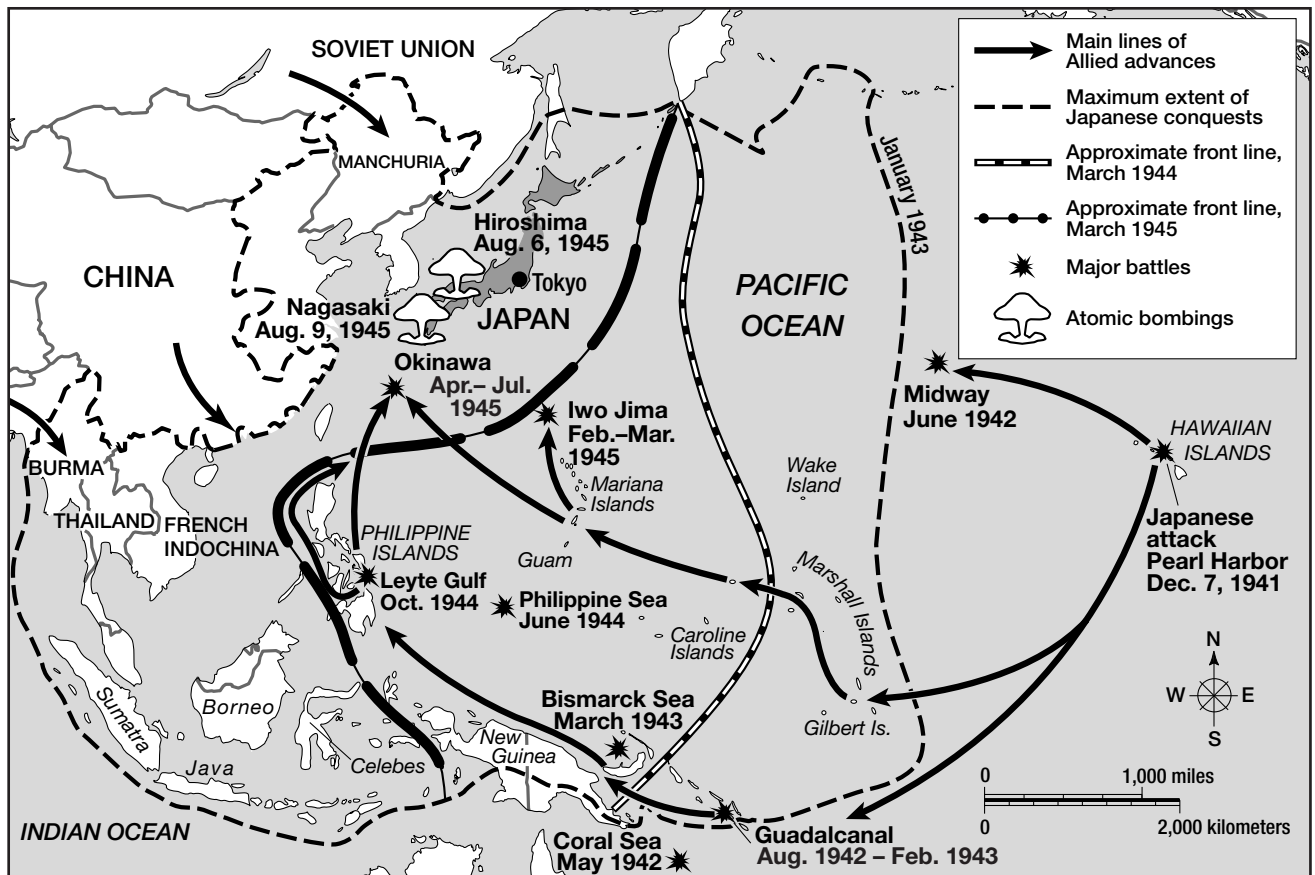 SOVIET UNION
MANCHURIA
CHINA
Hiroshima
Aug. 6, 1945
Tokyo
Nagasaki
Aug. 9, 1945
JAPAN
Okinawa
Apr.– Jul.
1945
Iwo Jima
Feb.–Mar.
1945
Mariana
Islands
Guam
BURMA
THAILAND
FRENCH
INDOCHINA
PHILIPPINE
ISLANDS
Leyte Gulf
Oct. 1944
Philippine Sea
June 1944
Caroline
Islands
Bismarck Sea
March 1943
New
Guinea
Sumatra
Borneo
Java
Celebes
INDIAN OCEAN
Coral Sea
May 1942
Guadalcanal
Aug. 1942 – Feb. 1943
PACIFIC
OCEAN
January 1943
Midway
June 1942
Wake
Island
Marshall Islands
Gilbert Is.
HAWAIIAN
ISLANDS
Japanese
attack
Pearl Harbor
Dec. 7, 1941
Main lines of
Allied advances
Maximum extent of
Japanese conquests
Approximate front line,
March 1944
Approximate front line,
March 1945
Major battles
Atomic bombings
N
W E
S
0 1,000 miles
0 2,000 kilometers